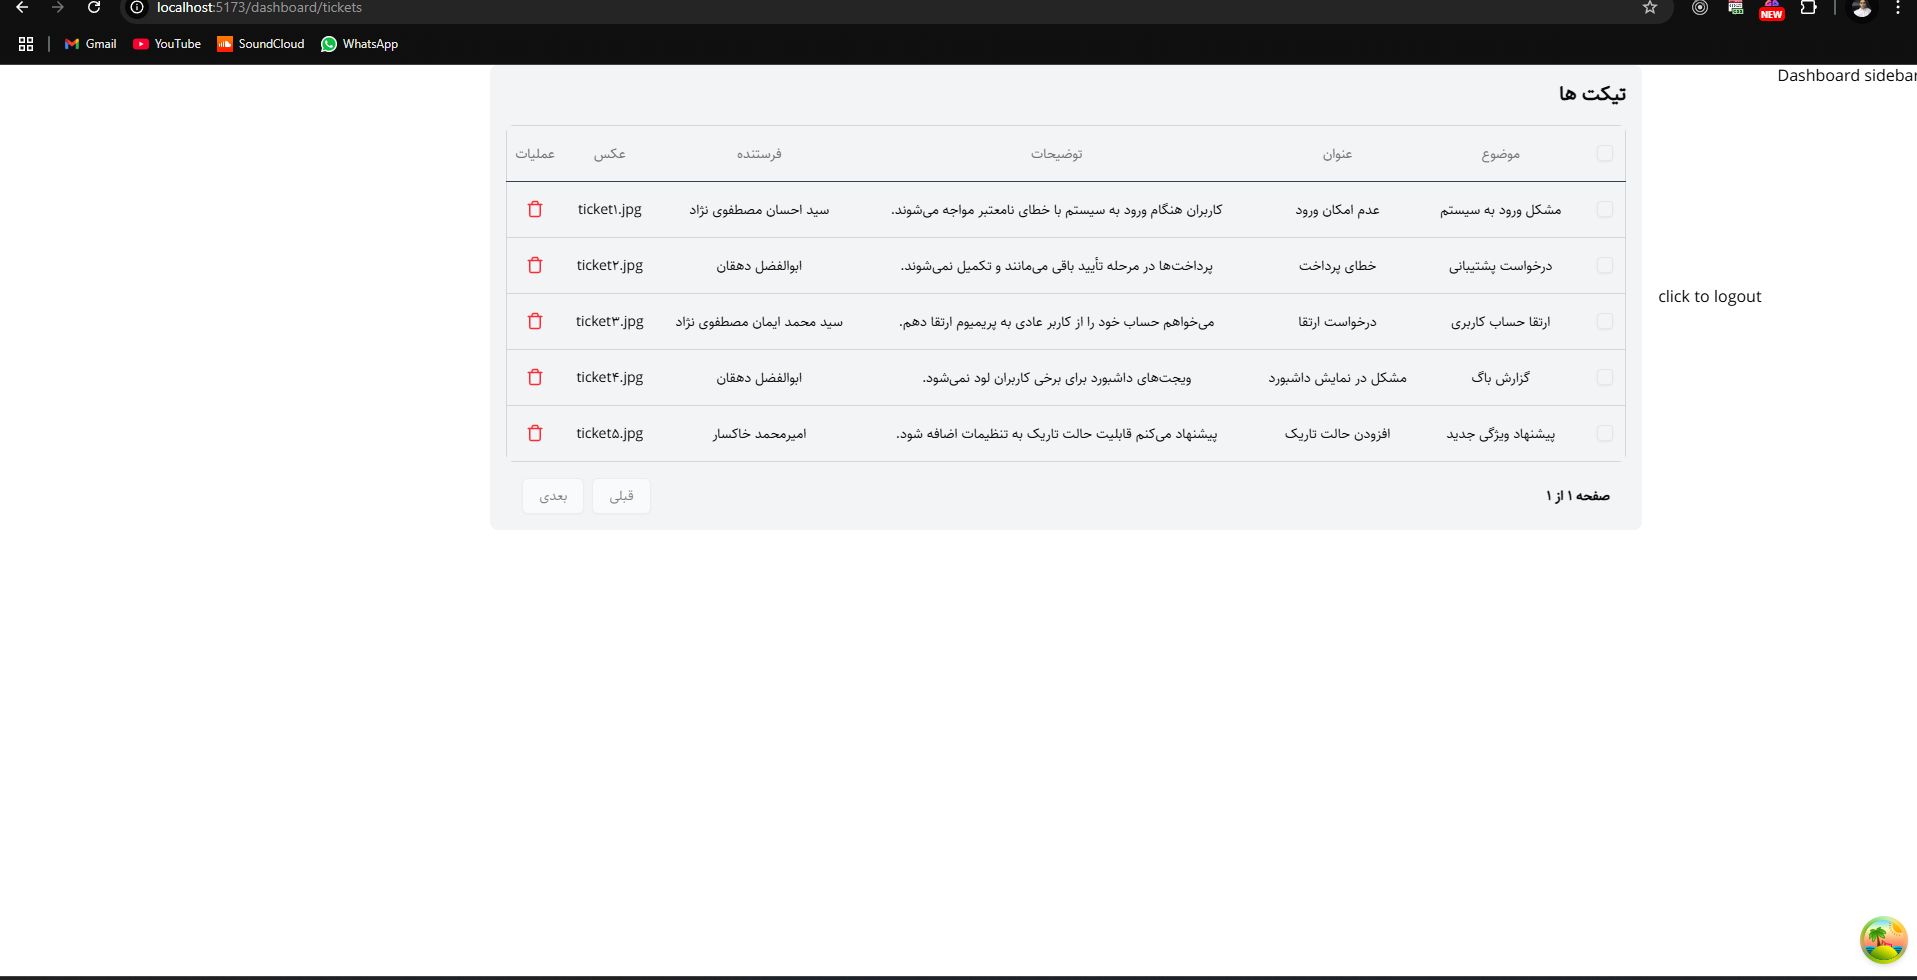 localhost:5173/dashboard/tickets
Gmail YouTube SoundCloud WhatsApp
NEW
Dashboard sidebar
تیکت ها
موضوع عنوان توضیحات فرستنده عکس عملیات
مشکل ورود به سیستم عدم امکان ورود کاربران هنگام ورود به سیستم با خطای نامعتبر مواجه می‌شوند. سید احسان مصطفوی نژاد ticket۱.jpg
درخواست پشتیبانی خطای پرداخت پرداخت‌ها در مرحله تأیید باقی می‌مانند و تکمیل نمی‌شوند. ابوالفضل دهقان ticket۲.jpg
click to logout
ارتقا حساب کاربری درخواست ارتقا می‌خواهم حساب خود را از کاربر عادی به پریمیوم ارتقا دهم. سید محمد ایمان مصطفوی نژاد ticket۳.jpg
گزارش باگ مشکل در نمایش داشبورد ویجت‌های داشبورد برای برخی کاربران لود نمی‌شود. ابوالفضل دهقان ticket۴.jpg
پیشنهاد ویژگی جدید افزودن حالت تاریک پیشنهاد می‌کنم قابلیت حالت تاریک به تنظیمات اضافه شود. امیرمحمد خاکسار ticket۵.jpg
صفحه ۱ از ۱ قبلی بعدی